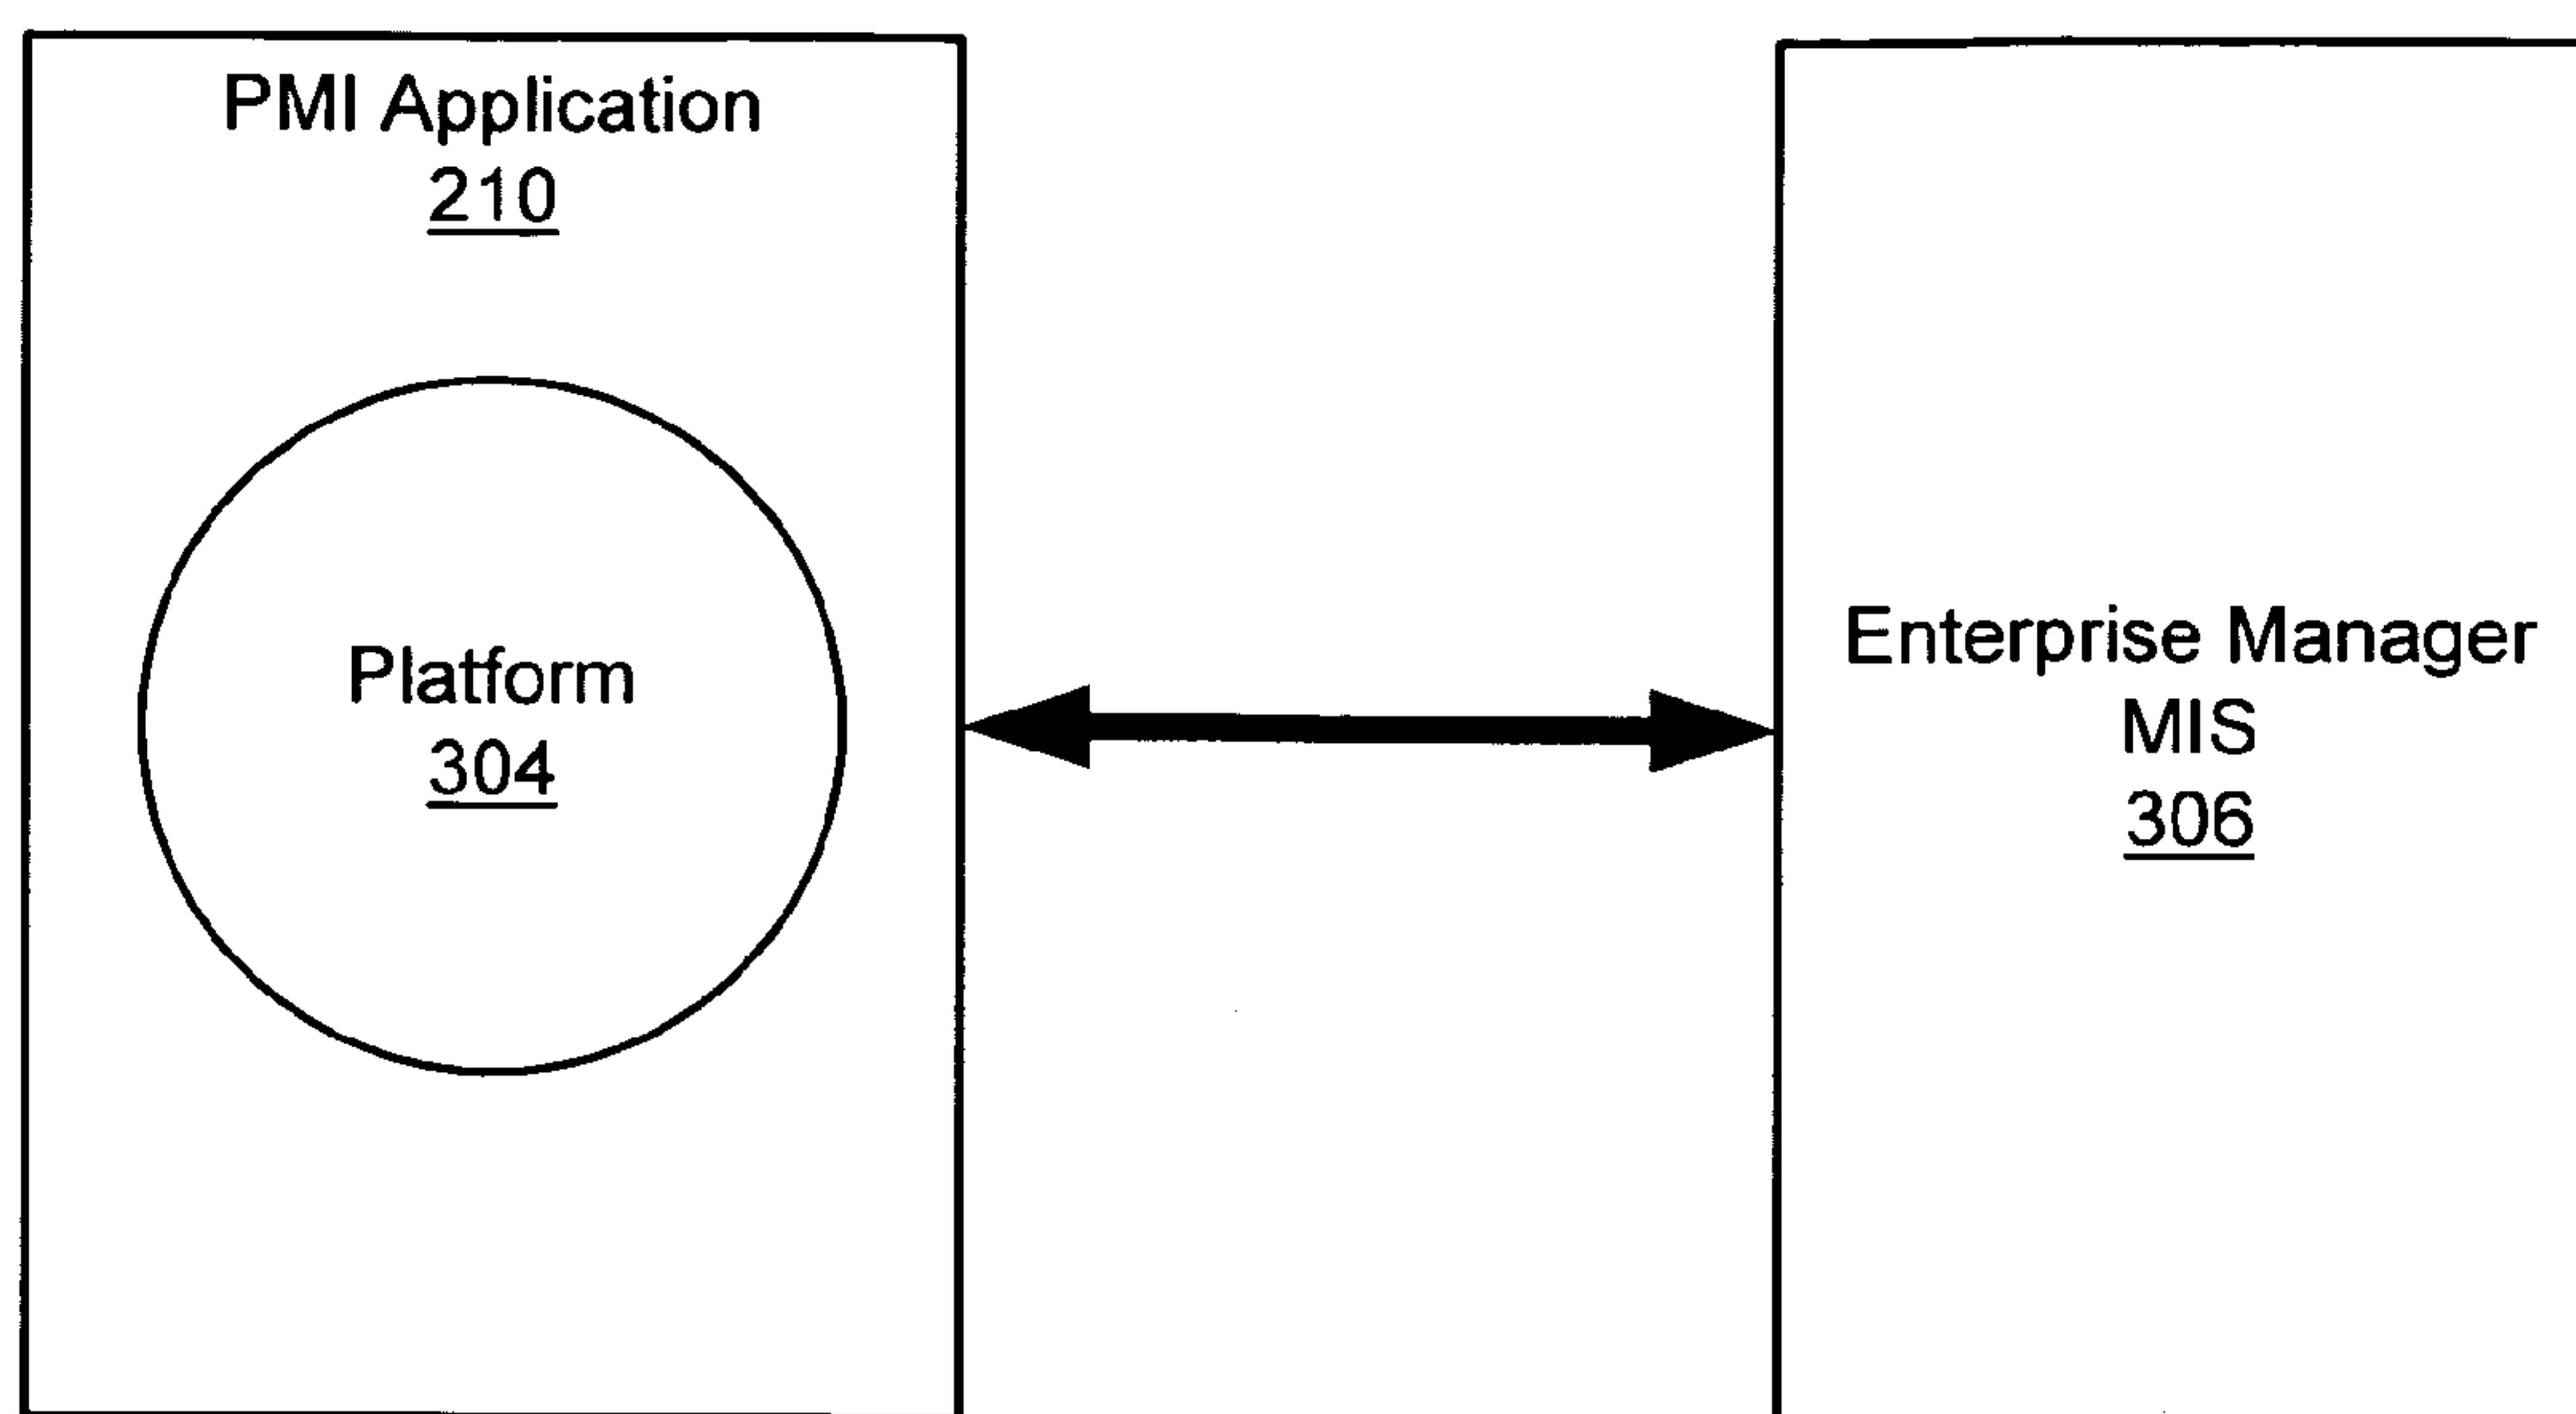 PMI Application
210
Platform
304
Enterprise Manager
MIS
306